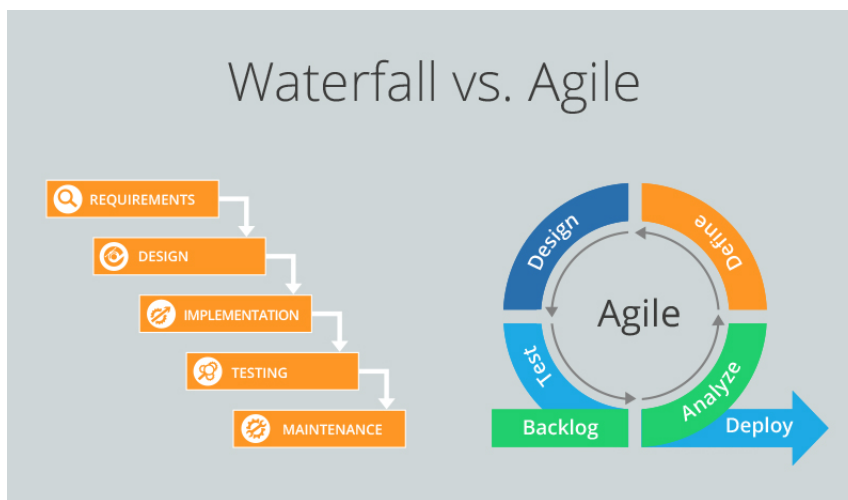 Waterfall vs. Agile
REQUIREMENTS
DESIGN
IMPLEMENTATION
TESTING
MAINTENANCE
Design
Define
Agile
Test
Analyze
Backlog
Deploy